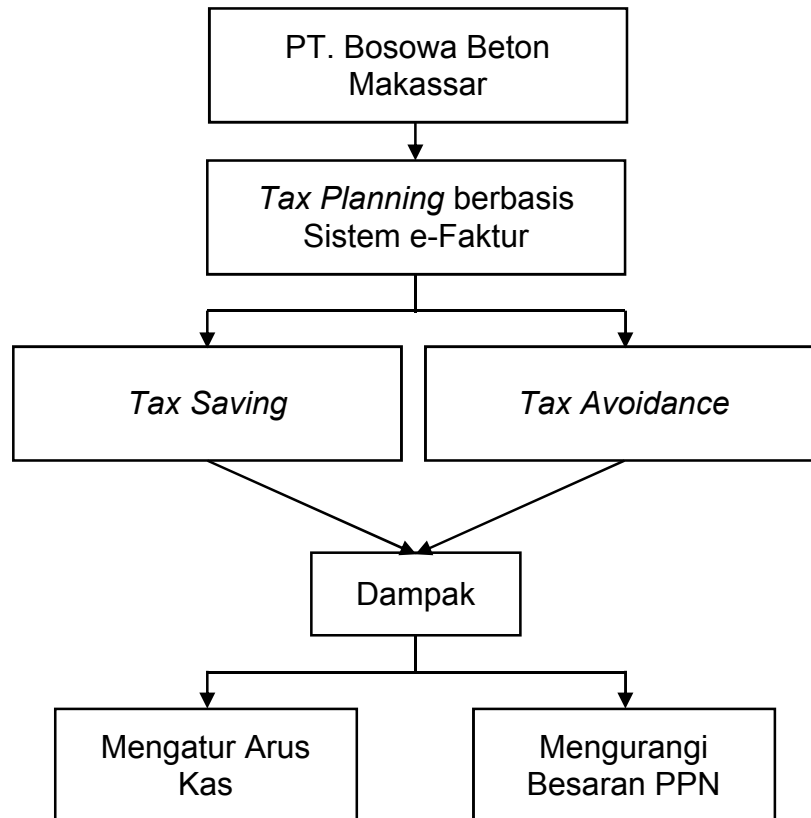 PT. Bosowa Beton
Makassar
Tax Planning berbasis
Sistem e-Faktur
Tax Saving
Tax Avoidance
Dampak
Mengatur Arus
Kas
Mengurangi
Besaran PPN